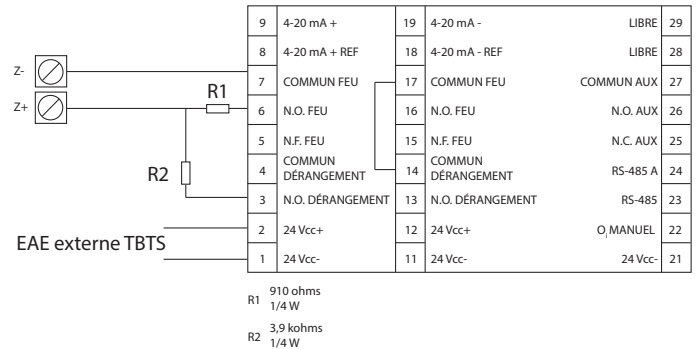 9 4-20 mA + 19 4-20 mA - LIBRE 29
8 4-20 mA + REF 18 4-20 mA - REF LIBRE 28
Z- 7 COMMUN FEU 17 COMMUN FEU COMMUN AUX 27
R1
Z+ 6 N.O. FEU 16 N.O. FEU N.O. AUX 26
5 N.F. FEU 15 N.F. FEU N.C. AUX 25
R2 4 COMMUN DÉRANGEMENT 14 COMMUN DÉRANGEMENT RS-485 A 24
3 N.O. DÉRANGEMENT 13 N.O. DÉRANGEMENT RS-485 23
2 24 Vcc+ 12 24 Vcc+ O, MANUEL 22
EAE externe TBTS
1 24 Vcc- 11 24 Vcc- 24 Vcc- 21
R1 910 ohms
1/4 W
R2 3,9 kohms
1/4 W